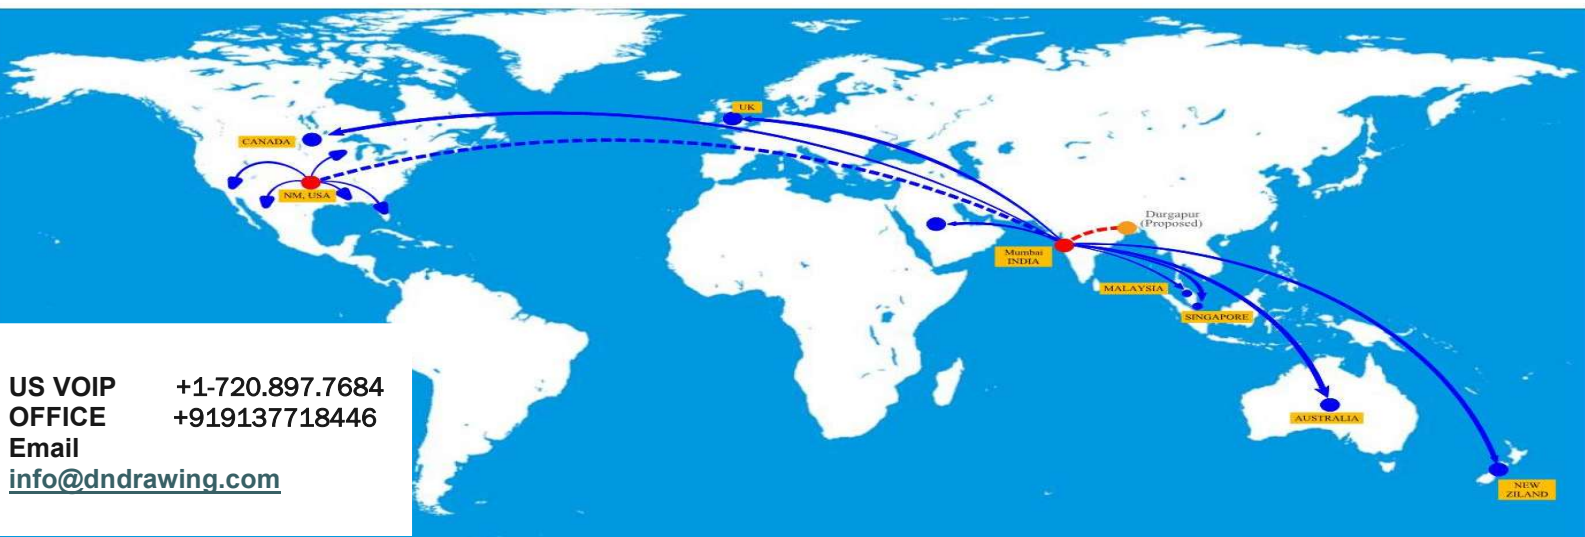 UK
CANADA
NM, USA
Durgapur
(Proposed)
Mumbai
INDIA
MALAYSIA
SINGAPORE
AUSTRALIA
NEW
ZILAND
US VOIP +1-720.897.7684
OFFICE +919137718446
Email
info@dndrawing.com